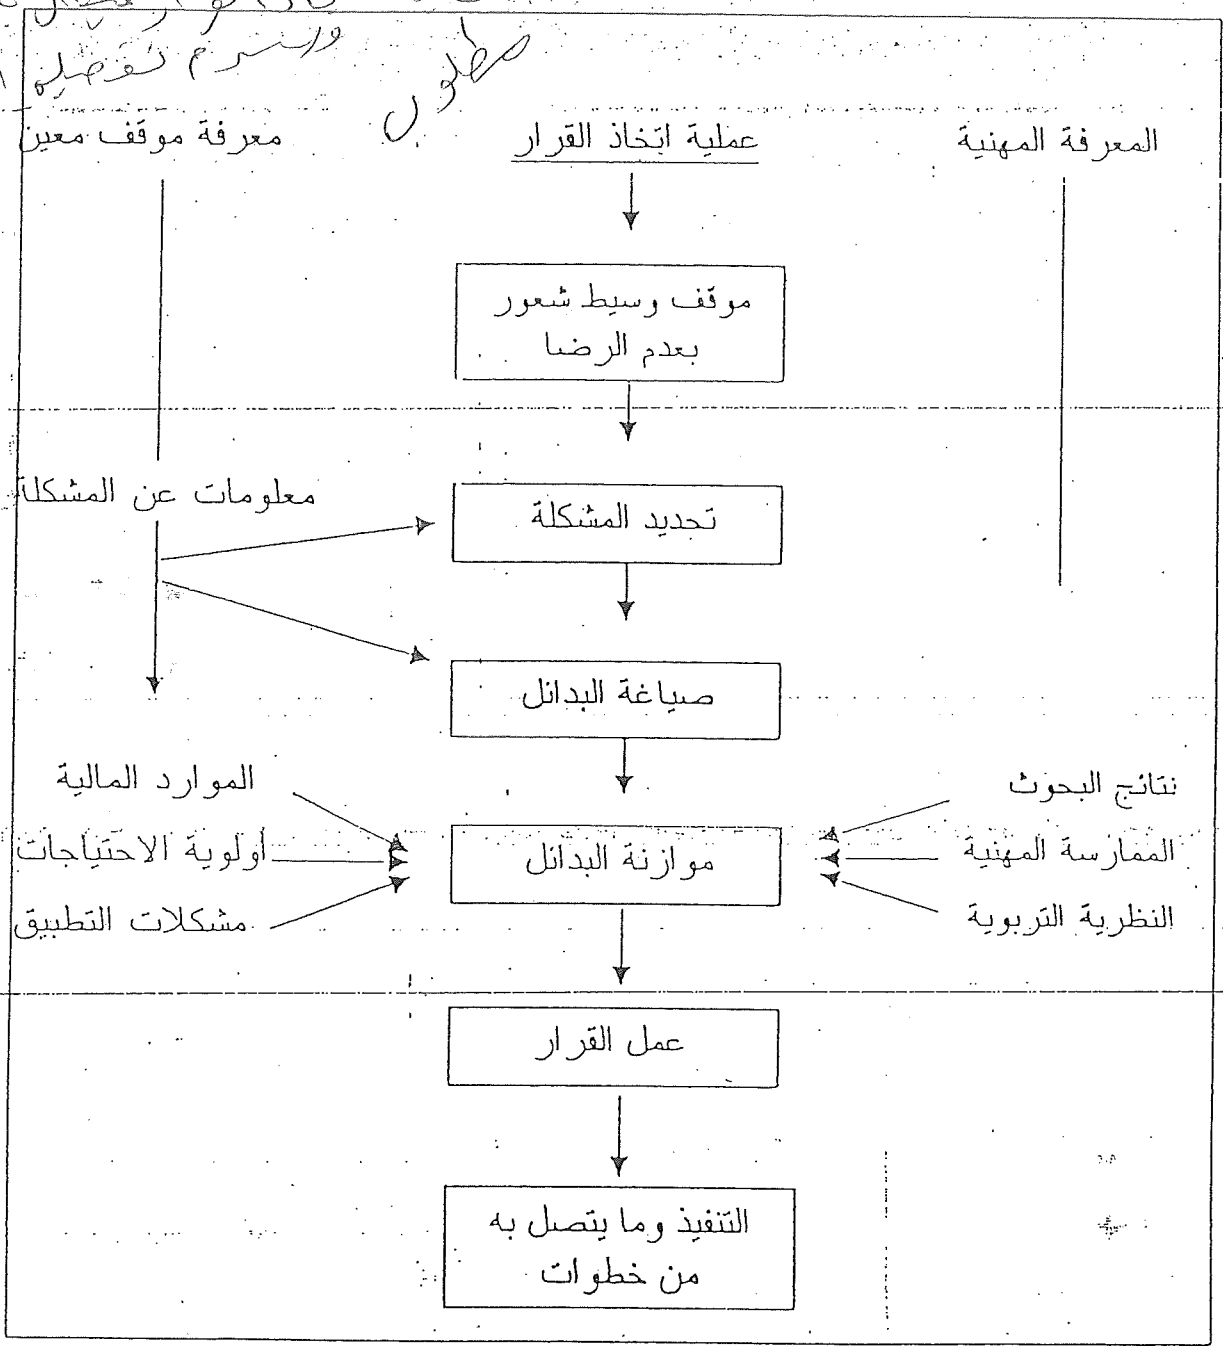 مطلوب
المعرفة المهنية
عملية اتخاذ القرار
معرفة موقف معين
موقف وسيط شعور
بعدم الرضا
معلومات عن المشكلة
تحديد المشكلة
صياغة البدائل
نتائج البحوث
الموارد المالية
الممارسة المهنية
موازنة البدائل
أولوية الاحتياجات
النظرية التربوية
مشكلات التطبيق
عمل القرار
التنفيذ وما يتصل به
من خطوات